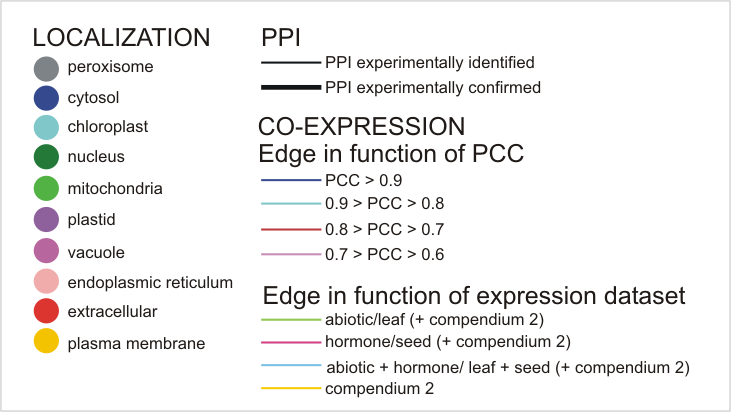 LOCALIZATION
peroxisome
cytosol
chloroplast
nucleus
mitochondria
plastid
vacuole
endoplasmic reticulum
extracellular
plasma membrane
PPI
PPI experimentally identified
PPI experimentally confirmed
CO-EXPRESSION
Edge in function of PCC
PCC > 0.9
0.9 > PCC > 0.8
0.8 > PCC > 0.7
0.7 > PCC > 0.6
Edge in function of expression dataset
abiotic/leaf (+ compendium 2)
hormone/seed (+ compendium 2)
abiotic + hormone/ leaf + seed (+ compendium 2)
compendium 2